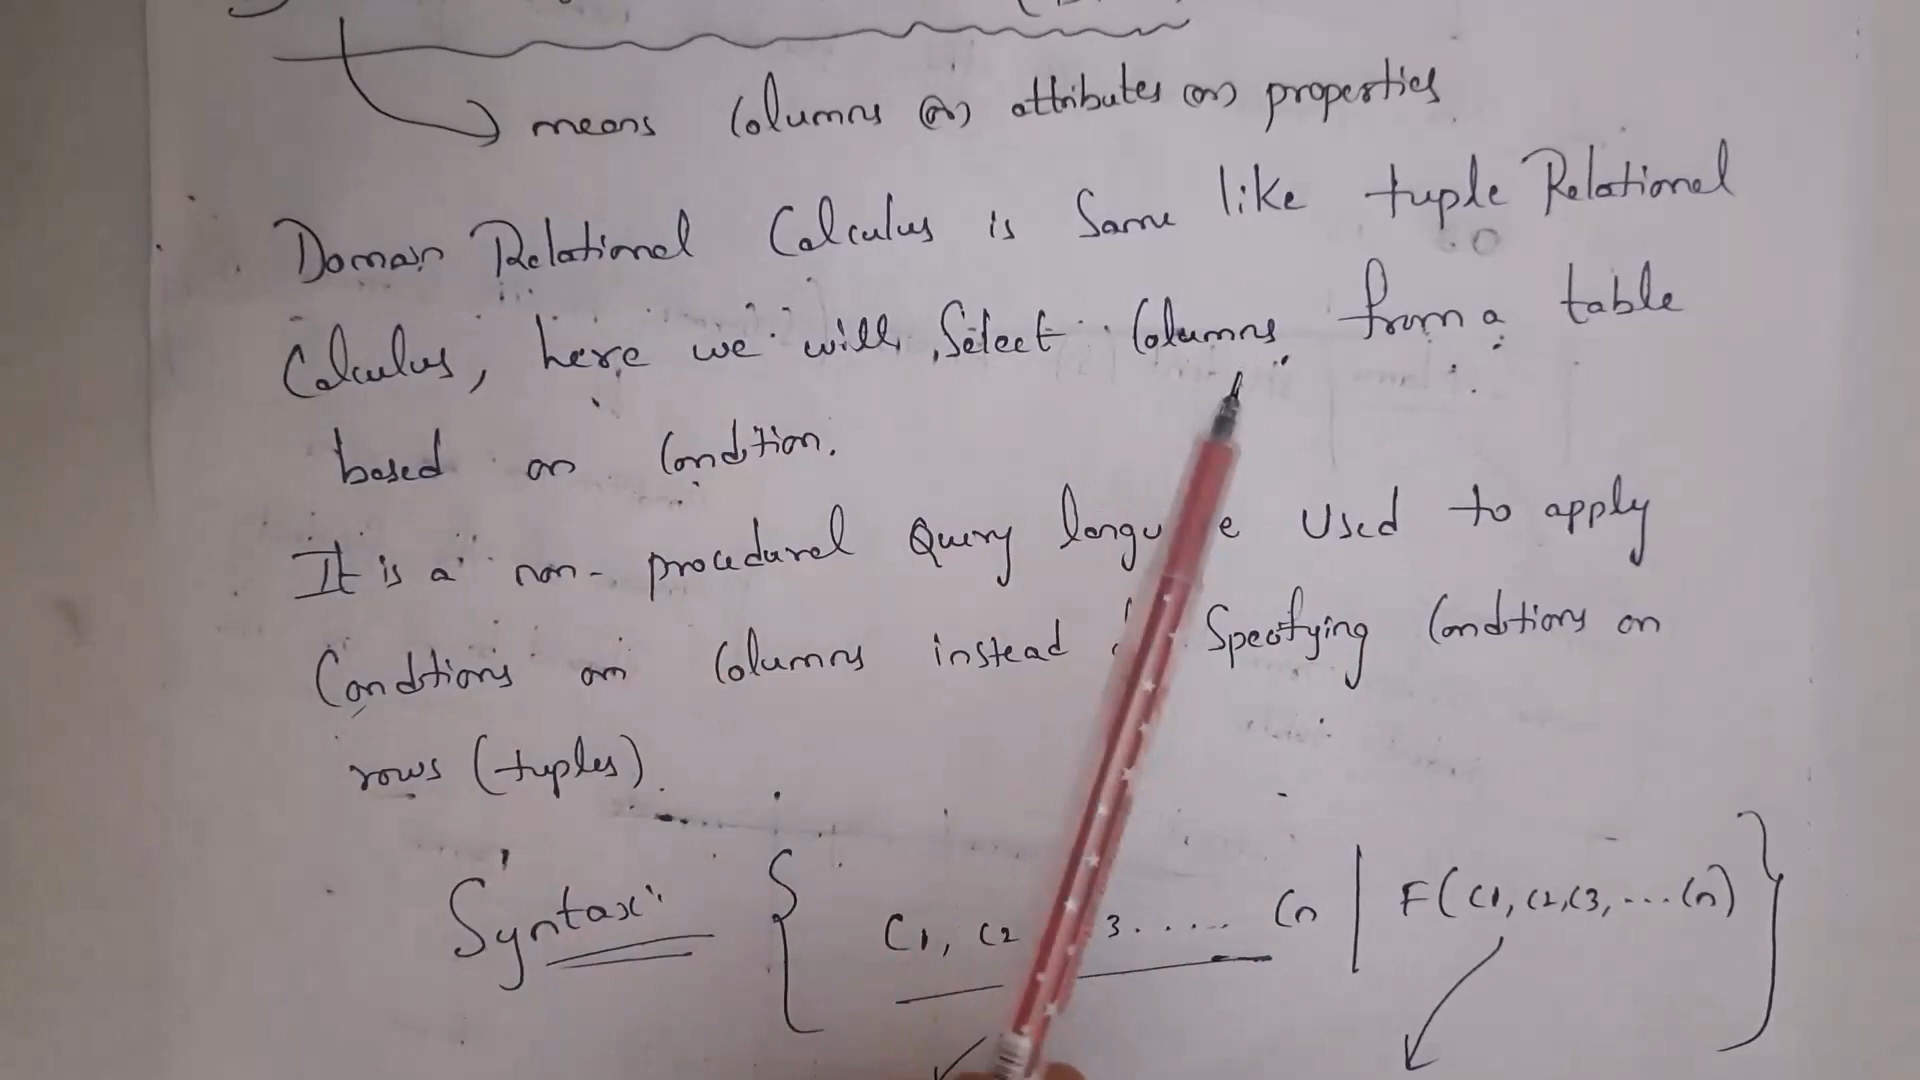 means Columns (or) attributes (or) properties
Domain Relational Calculus is Same like tuple Relational
Calculus, here we will Select Columns from a table
based on Condition.
It is a non-procedural Query Used to apply
Conditions on Columns instead Specifying Conditions on
rows (tuples).
Syntax: { C1, C2 3...... Cn | F(C1, C2, C3, ... Cn) }